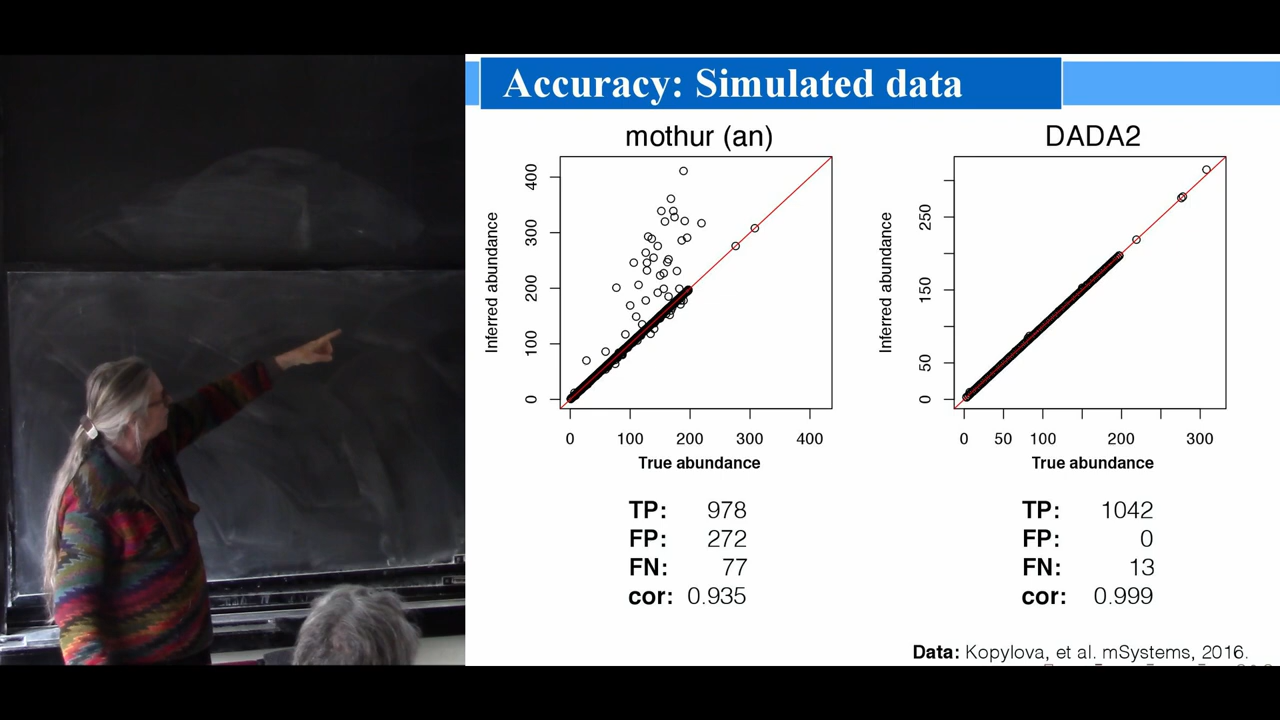 Accuracy: Simulated data
mothur (an)
Inferred abundance
400
300
200
100
0
0 100 200 300 400
True abundance
TP: 978
FP: 272
FN: 77
cor: 0.935
DADA2
Inferred abundance
250
150
50
0
0 50 100 200 300
True abundance
TP: 1042
FP: 0
FN: 13
cor: 0.999
Data: Kopylova, et al. mSystems, 2016.